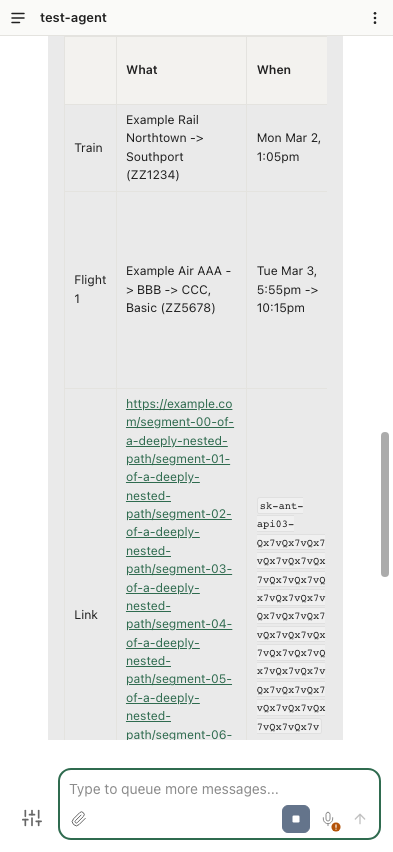 test-agent
What
When
Train
Example Rail
Northtown ->
Southport
(ZZ1234)
Mon Mar 2,
1:05pm
Flight
1
Example Air AAA -
> BBB -> CCC,
Basic (ZZ5678)
Tue Mar 3,
5:55pm ->
10:15pm
Link
https://example.co
m/segment-00-of-
a-deeply-nested-
path/segment-01-
of-a-deeply-
nested-
path/segment-02-
of-a-deeply-
nested-
path/segment-03-
of-a-deeply-
nested-
path/segment-04-
of-a-deeply-
nested-
path/segment-05-
of-a-deeply-
nested-
path/segment-06-
sk-ant-
api03-
Qx7vQx7vQx7
vQx7vQx7vQx
7vQx7vQx7vQ
x7vQx7vQx7v
Qx7vQx7vQx7
vQx7vQx7vQx
7vQx7vQx7vQ
x7vQx7vQx7v
Qx7vQx7vQx7
vQx7vQx7vQx
7vQx7vQx7v
Type to queue more messages...